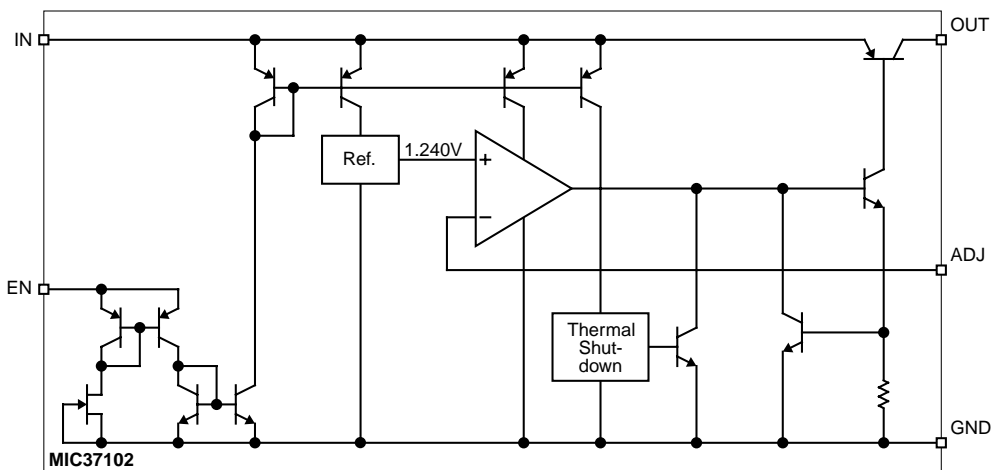 IN
OUT
Ref.
1.240V
+
−
ADJ
EN
Thermal
Shut-
down
GND
MIC37102